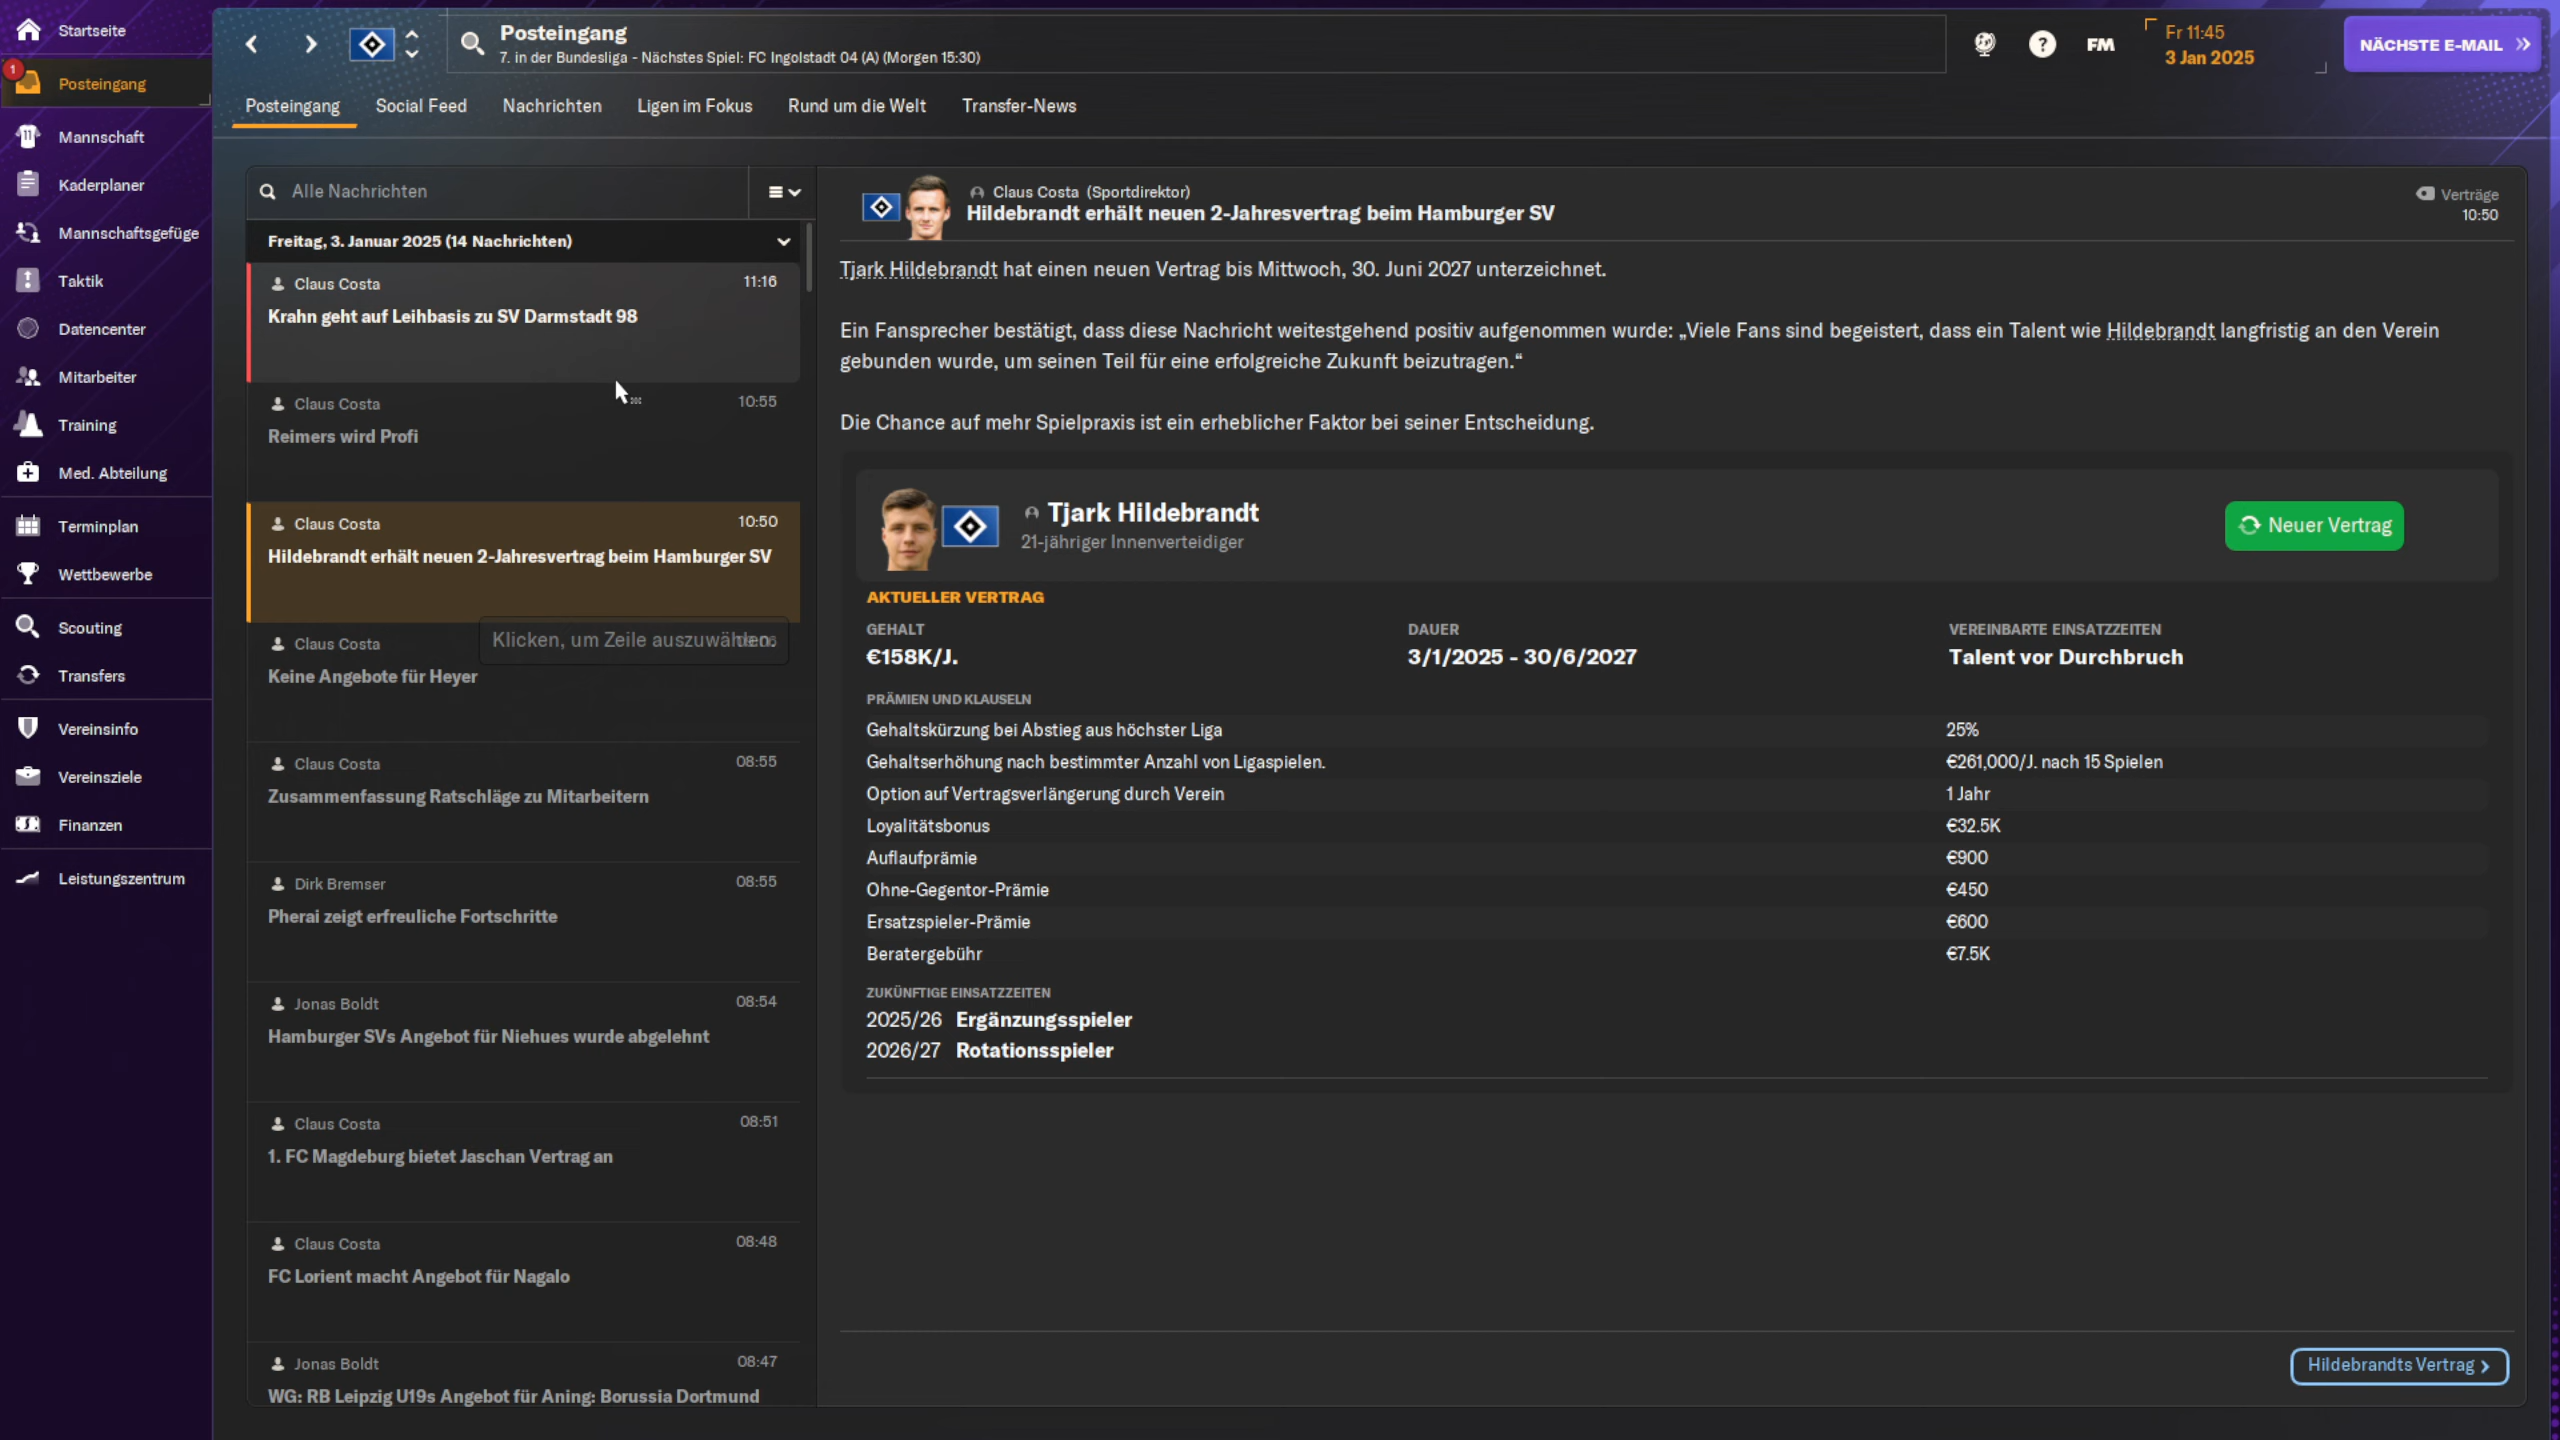 Startseite
1
Posteingang
Mannschaft
Kaderplaner
Mannschaftsgefüge
Taktik
Datencenter
Mitarbeiter
Training
Med. Abteilung
Terminplan
Wettbewerbe
Scouting
Transfers
Vereinsinfo
Vereinsziele
Finanzen
Leistungszentrum
Posteingang
7. in der Bundesliga - Nächstes Spiel: FC Ingolstadt 04 (A) (Morgen 15:30)
?
FM
Fr 11:45
3 Jan 2025
NÄCHSTE E-MAIL
Posteingang Social Feed Nachrichten Ligen im Fokus Rund um die Welt Transfer-News
Alle Nachrichten
Freitag, 3. Januar 2025 (14 Nachrichten)
Claus Costa 11:16
Krahn geht auf Leihbasis zu SV Darmstadt 98
Claus Costa 10:55
Reimers wird Profi
Claus Costa 10:50
Hildebrandt erhält neuen 2-Jahresvertrag beim Hamburger SV
Klicken, um Zeile auszuwählen.
Claus Costa
Keine Angebote für Heyer
Claus Costa 08:55
Zusammenfassung Ratschläge zu Mitarbeitern
Dirk Bremser 08:55
Pherai zeigt erfreuliche Fortschritte
Jonas Boldt 08:54
Hamburger SVs Angebot für Niehues wurde abgelehnt
Claus Costa 08:51
1. FC Magdeburg bietet Jaschan Vertrag an
Claus Costa 08:48
FC Lorient macht Angebot für Nagalo
Jonas Boldt 08:47
WG: RB Leipzig U19s Angebot für Aning: Borussia Dortmund
Claus Costa (Sportdirektor)
Hildebrandt erhält neuen 2-Jahresvertrag beim Hamburger SV
Verträge
10:50
Tjark Hildebrandt hat einen neuen Vertrag bis Mittwoch, 30. Juni 2027 unterzeichnet.
Ein Fansprecher bestätigt, dass diese Nachricht weitestgehend positiv aufgenommen wurde: „Viele Fans sind begeistert, dass ein Talent wie Hildebrandt langfristig an den Verein
gebunden wurde, um seinen Teil für eine erfolgreiche Zukunft beizutragen.“
Die Chance auf mehr Spielpraxis ist ein erheblicher Faktor bei seiner Entscheidung.
Tjark Hildebrandt
21-jähriger Innenverteidiger
Neuer Vertrag
AKTUELLER VERTRAG
GEHALT DAUER VEREINBARTE EINSATZZEITEN
€158K/J. 3/1/2025 - 30/6/2027 Talent vor Durchbruch
PRÄMIEN UND KLAUSELN
Gehaltskürzung bei Abstieg aus höchster Liga 25%
Gehaltserhöhung nach bestimmter Anzahl von Ligaspielen. €261,000/J. nach 15 Spielen
Option auf Vertragsverlängerung durch Verein 1 Jahr
Loyalitätsbonus €32.5K
Auflaufprämie €900
Ohne-Gegentor-Prämie €450
Ersatzspieler-Prämie €600
Beratergebühr €7.5K
ZUKÜNFTIGE EINSATZZEITEN
2025/26 Ergänzungsspieler
2026/27 Rotationsspieler
Hildebrandts Vertrag